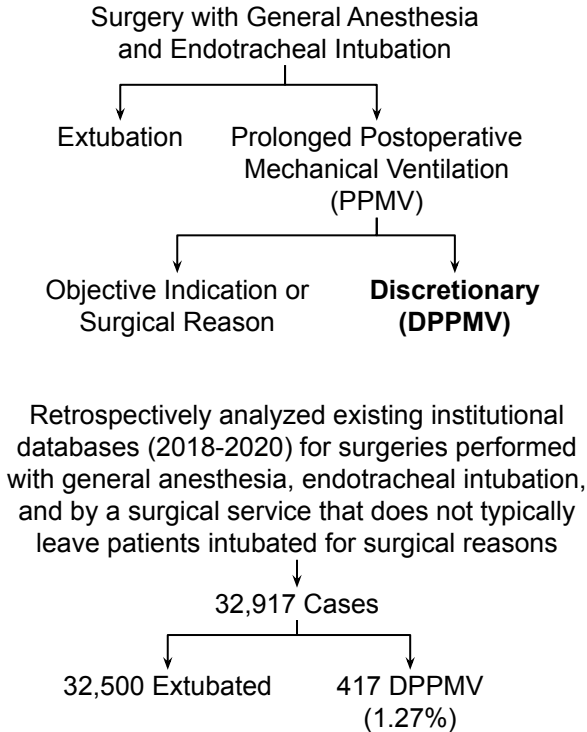 Surgery with General Anesthesia
and Endotracheal Intubation
Extubation
Prolonged Postoperative
Mechanical Ventilation
(PPMV)
Objective Indication or
Surgical Reason
Discretionary
(DPPMV)
Retrospectively analyzed existing institutional
databases (2018-2020) for surgeries performed
with general anesthesia, endotracheal intubation,
and by a surgical service that does not typically
leave patients intubated for surgical reasons
32,917 Cases
32,500 Extubated
417 DPPMV
(1.27%)